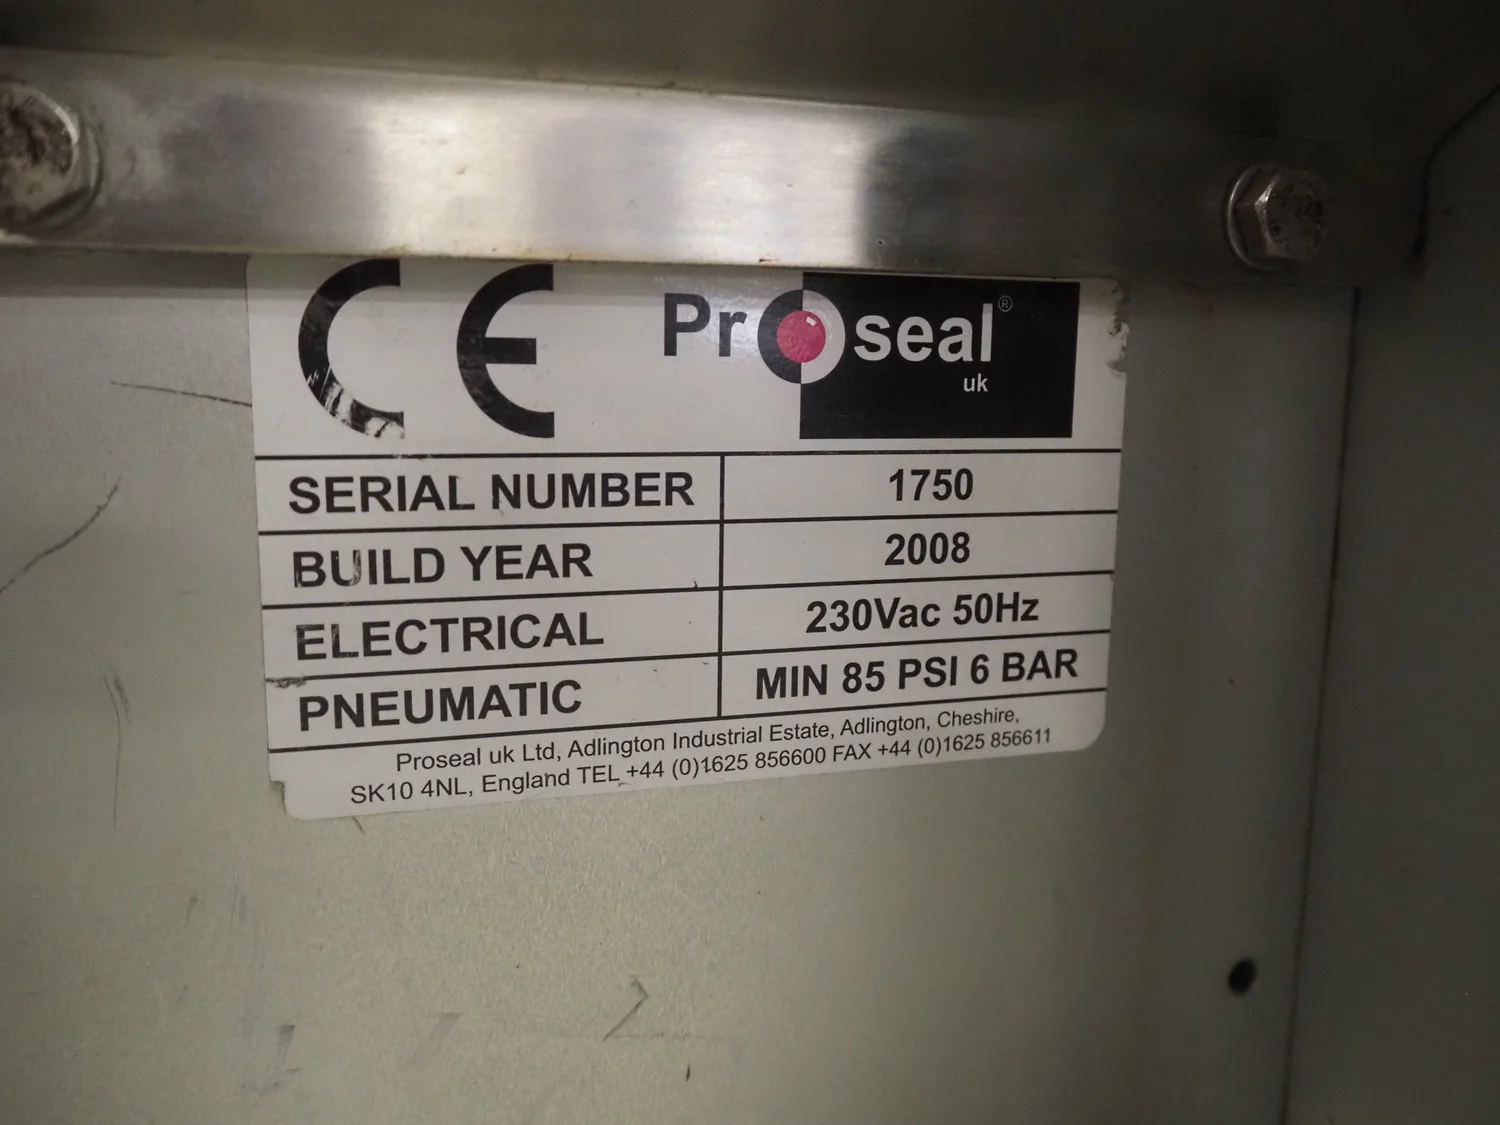 CE Proseal®
uk
SERIAL NUMBER 1750
BUILD YEAR 2008
ELECTRICAL 230Vac 50Hz
PNEUMATIC MIN 85 PSI 6 BAR
Proseal uk Ltd, Adlington Industrial Estate, Adlington, Cheshire,
SK10 4NL, England TEL +44 (0)1625 856600 FAX +44 (0)1625 856611